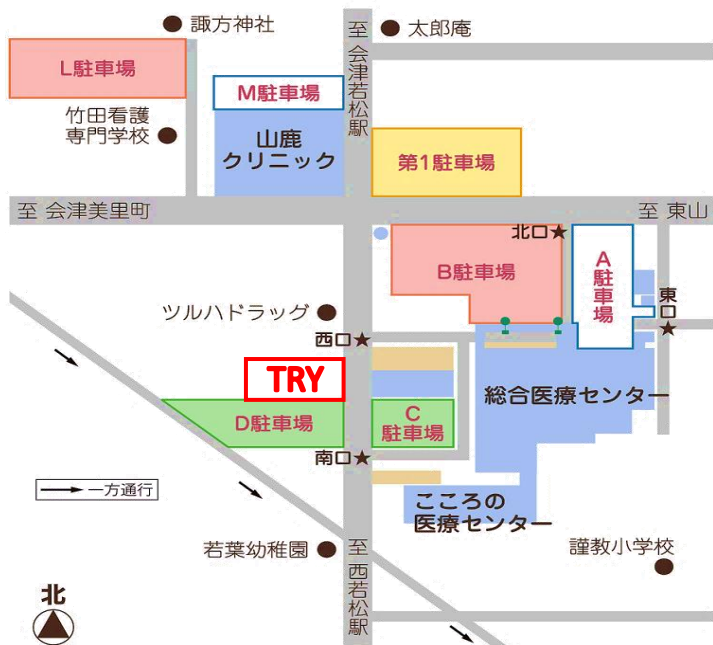 諏方神社
至 会津若松駅
太郎庵
L駐車場
M駐車場
竹田看護
専門学校
山鹿
クリニック
第1駐車場
至 会津美里町
至 東山
北口★
B駐車場
A駐車場
東口
★
ツルハドラッグ
西口★
TRY
総合医療センター
D駐車場
C
駐車場
南口★
一方通行
こころの
医療センター
若葉幼稚園
至 西若松駅
謹教小学校
北